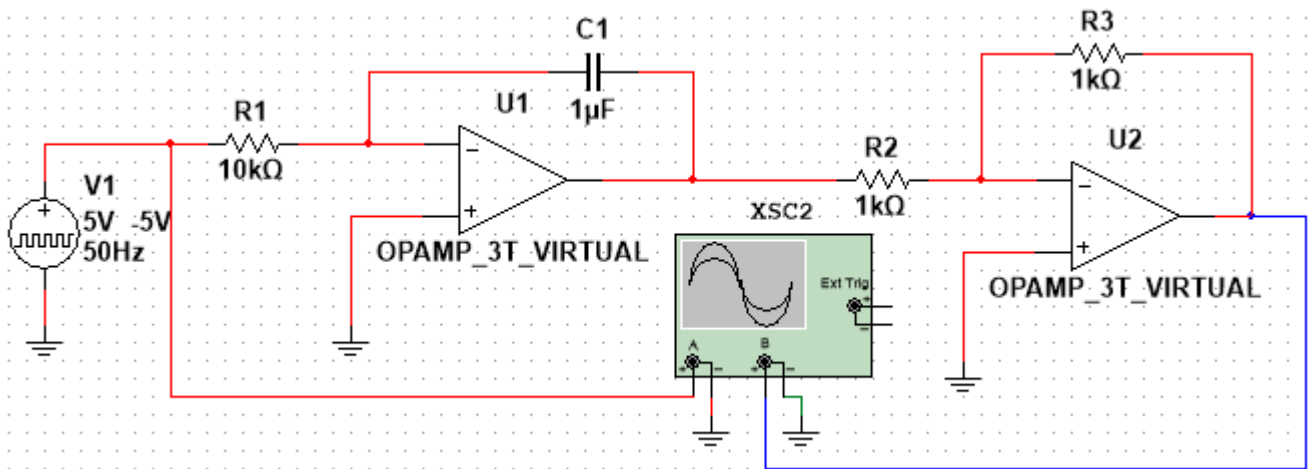 C1
1µF
R3
1kΩ
U1
R1
10kΩ
U2
R2
1kΩ
V1
5V -5V
50Hz
XSC2
OPAMP_3T_VIRTUAL
OPAMP_3T_VIRTUAL
Ext Trig
A
B